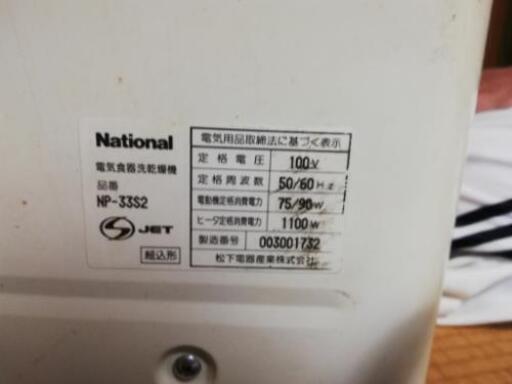 National
電気食器洗乾燥機
品番
NP-33S2
S JET
組込形
電気用品取締法に基づく表示
定格電圧 100V
定格周波数 50/60Hz
電動機定格消費電力 75/90W
ヒータ定格消費電力 1100W
製造番号 003001732
松下電器産業株式会社